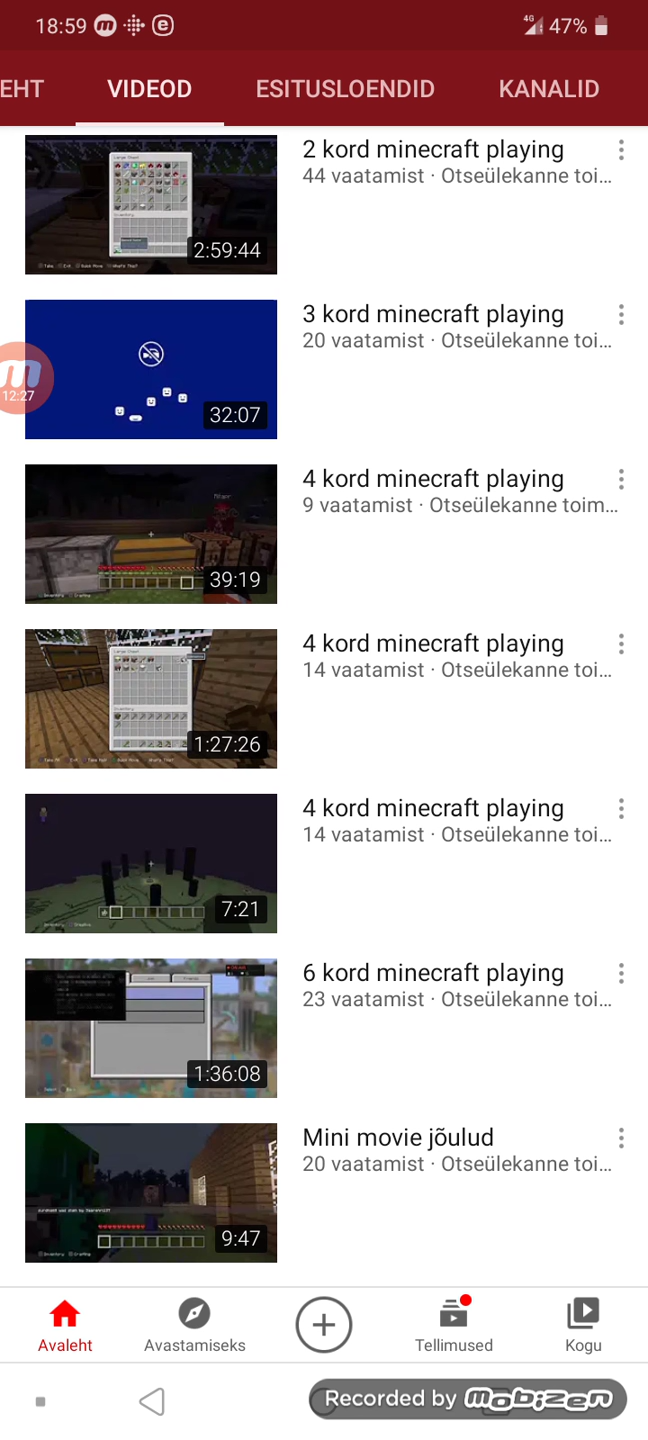 18:59
4G 47%
EHT VIDEOD ESITUSLOENDID KANALID
2 kord minecraft playing
44 vaatamist · Otseülekanne toi...
2:59:44
3 kord minecraft playing
20 vaatamist · Otseülekanne toi...
12:27
32:07
4 kord minecraft playing
9 vaatamist · Otseülekanne toim...
39:19
4 kord minecraft playing
14 vaatamist · Otseülekanne toi...
1:27:26
4 kord minecraft playing
14 vaatamist · Otseülekanne toi...
7:21
6 kord minecraft playing
23 vaatamist · Otseülekanne toi...
1:36:08
Mini movie jõulud
20 vaatamist · Otseülekanne toi...
9:47
Avaleht Avastamiseks Tellimused Kogu
Recorded by mobizen